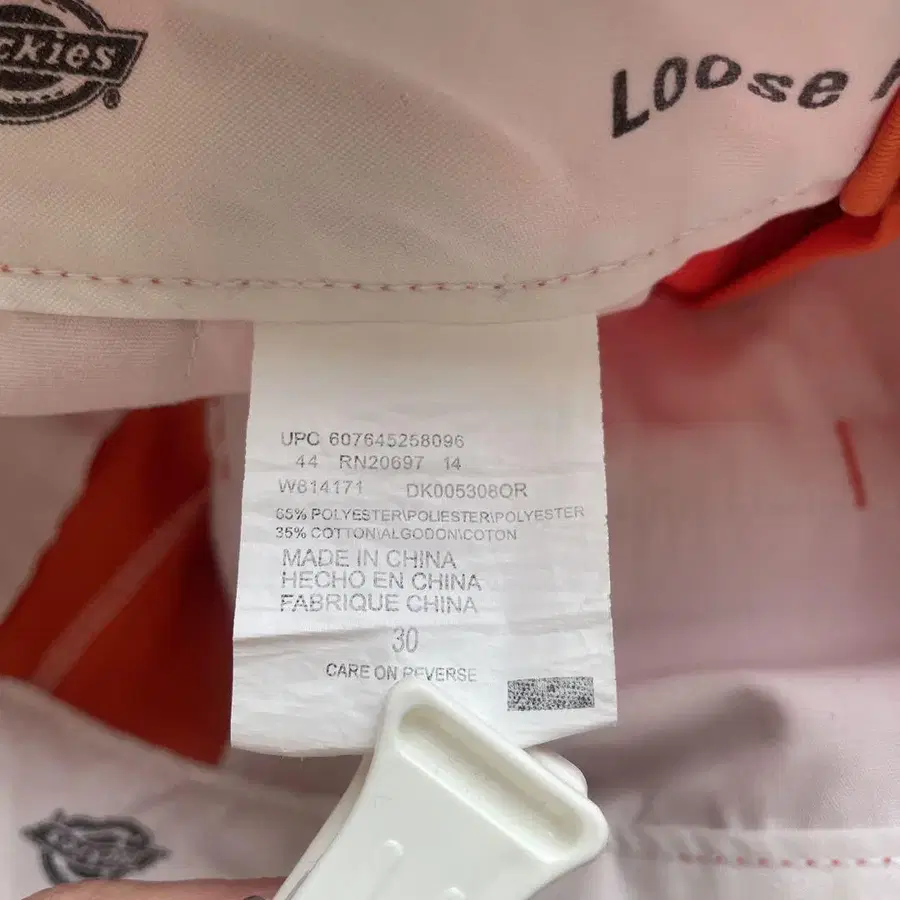 ckies®
Loose
UPC 607645258096
44 RN20697 14
W814171 DK005308OR
65% POLYESTER\POLIESTER\POLYESTER
35% COTTON\ALGODON\COTON
MADE IN CHINA
HECHO EN CHINA
FABRIQUE CHINA
30
CARE ON REVERSE